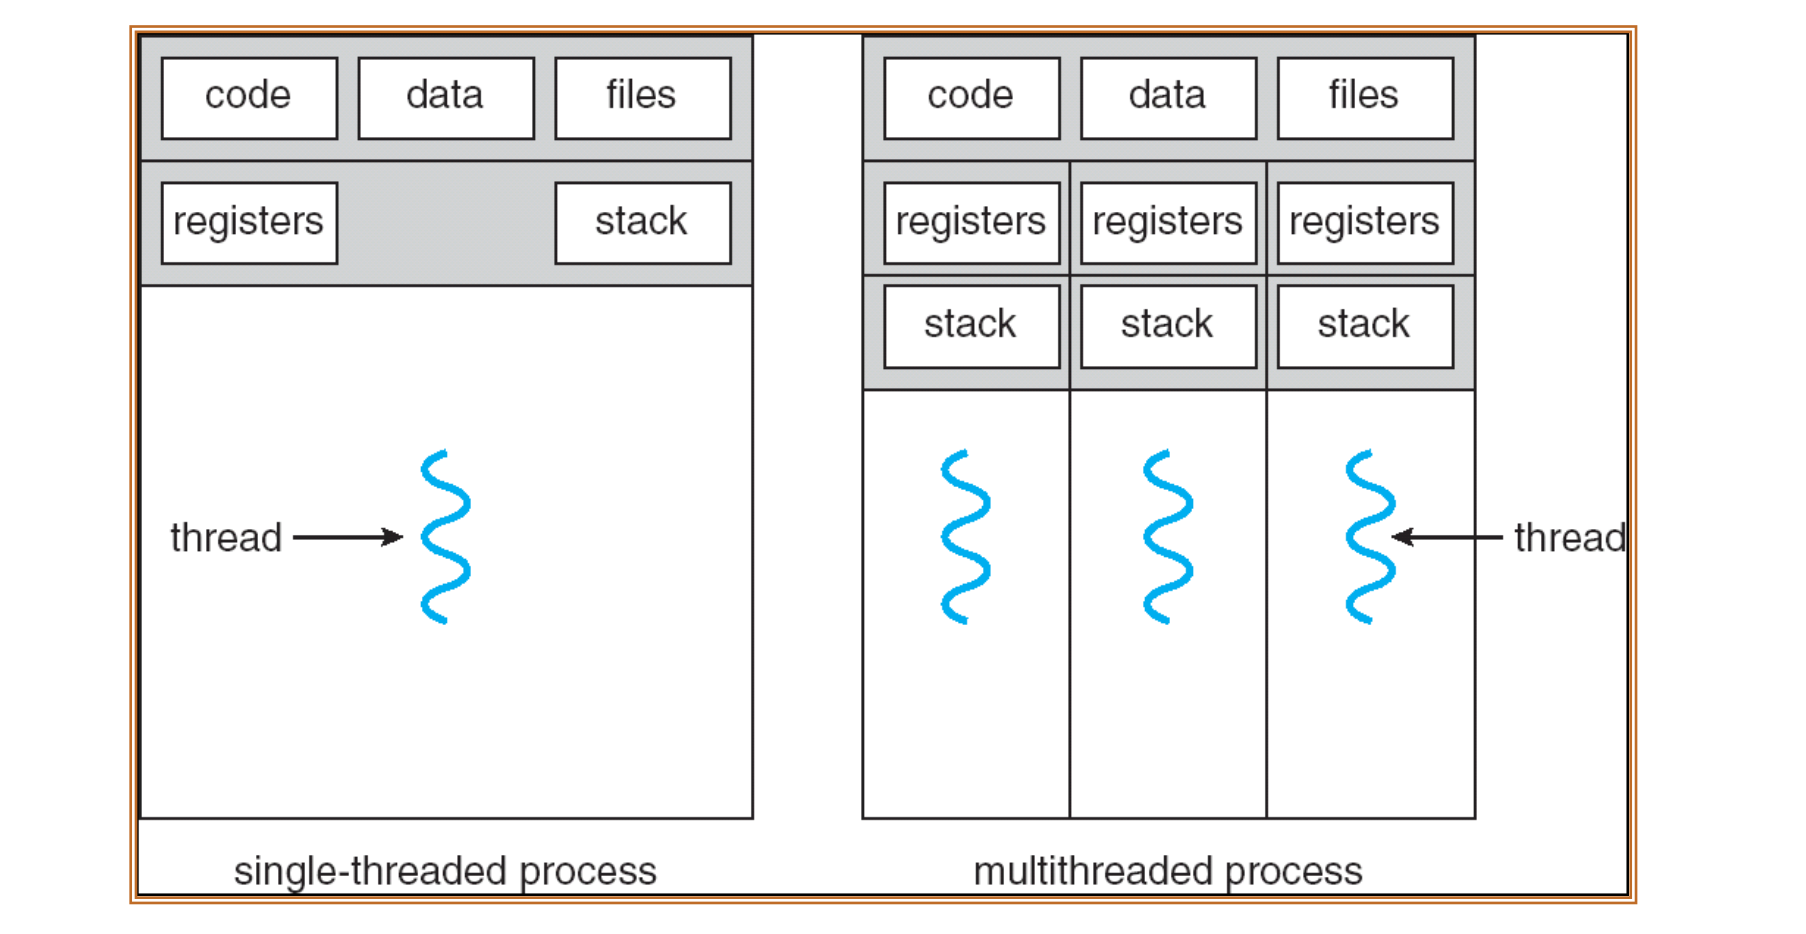 code data files
registers stack
thread
single-threaded process
code data files
registers registers registers
stack stack stack
thread
multithreaded process